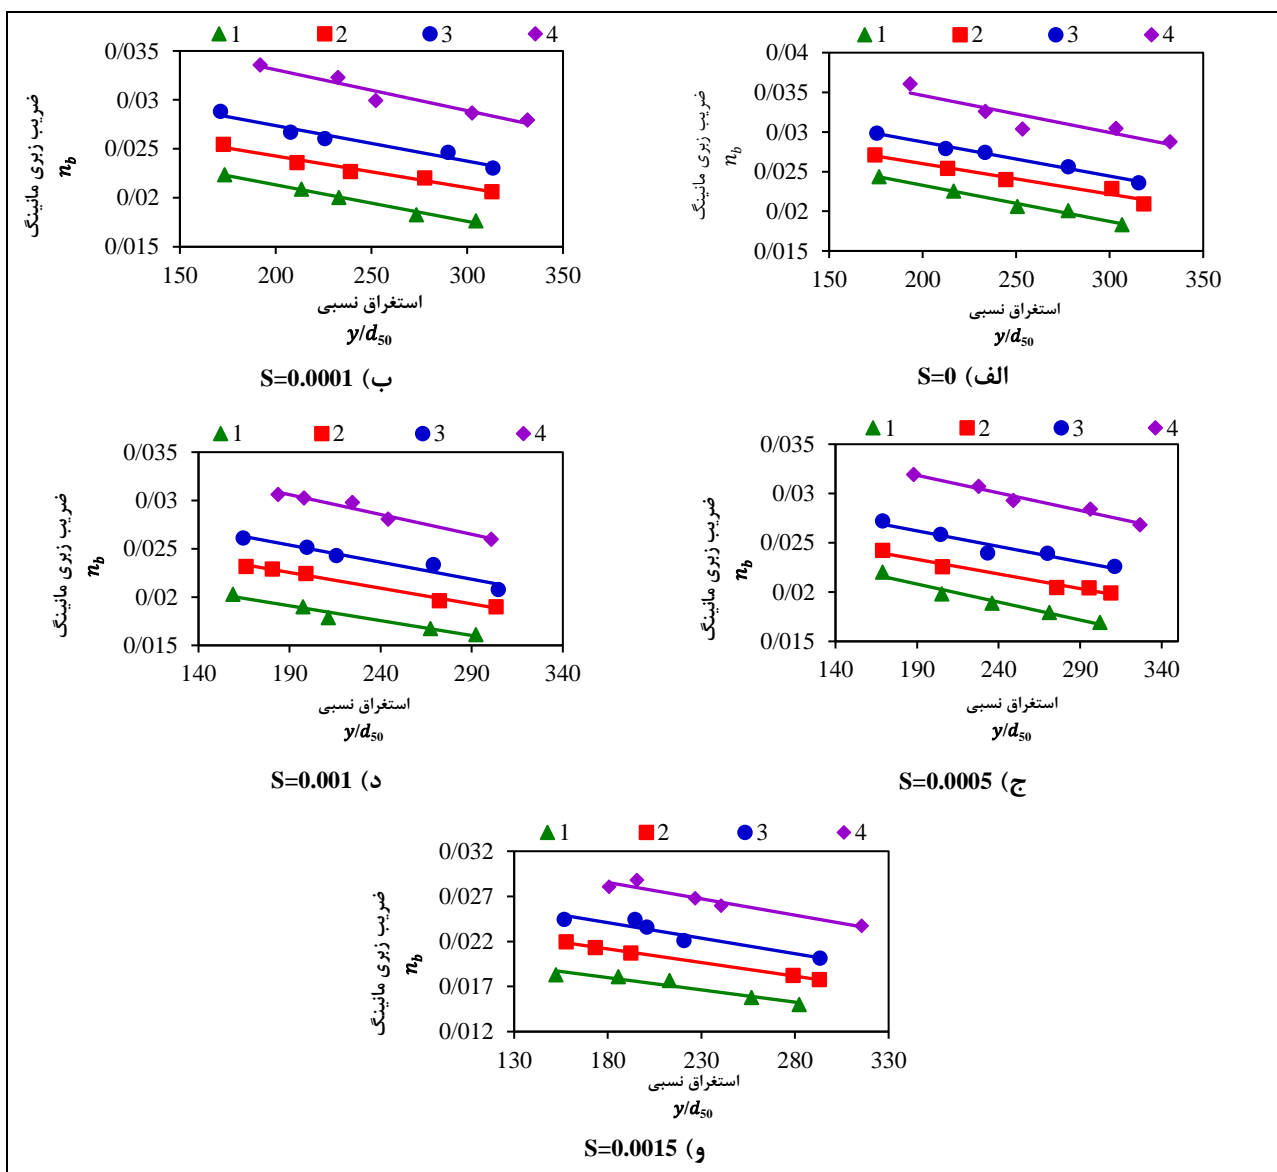 1 2 3 4
0/04
0/035
0/03
0/025
0/02
0/015
ضریب زبری مانینگ
n_b
150 200 250 300 350
استغراق نسبی
y/d₅₀
الف) S=0
1 2 3 4
0/035
0/03
0/025
0/02
0/015
ضریب زبری مانینگ
n_b
150 200 250 300 350
استغراق نسبی
y/d₅₀
ب) S=0.0001
1 2 3 4
0/035
0/03
0/025
0/02
0/015
ضریب زبری مانینگ
n_b
140 190 240 290 340
استغراق نسبی
y/d₅₀
ج) S=0.0005
1 2 3 4
0/035
0/03
0/025
0/02
0/015
ضریب زبری مانینگ
n_b
140 190 240 290 340
استغراق نسبی
y/d₅₀
د) S=0.001
1 2 3 4
0/032
0/027
0/022
0/017
0/012
ضریب زبری مانینگ
n_b
130 180 230 280 330
استغراق نسبی
y/d₅₀
و) S=0.0015